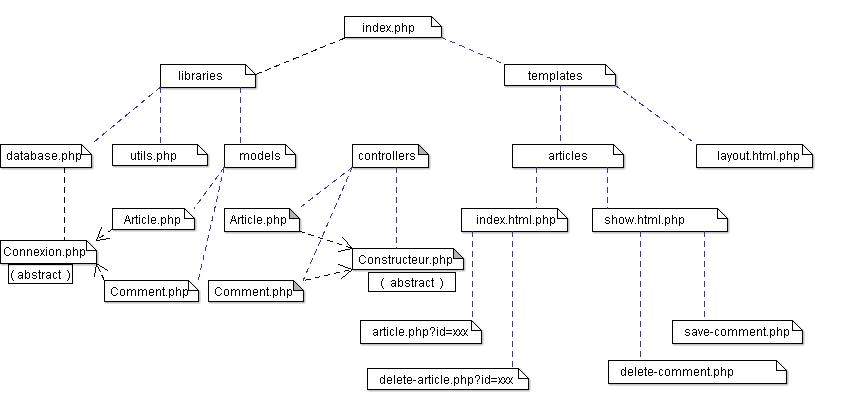 index.php
libraries
templates
database.php
utils.php
models
controllers
articles
layout.html.php
Article.php
Article.php
index.html.php
show.html.php
Connexion.php
( abstract )
Constructeur.php
( abstract )
Comment.php
Comment.php
article.php?id=xxx
save-comment.php
delete-article.php?id=xxx
delete-comment.php